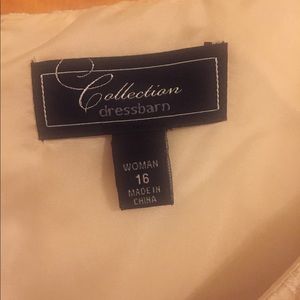 Collection
dressbarn
WOMAN
16
MADE IN
CHINA